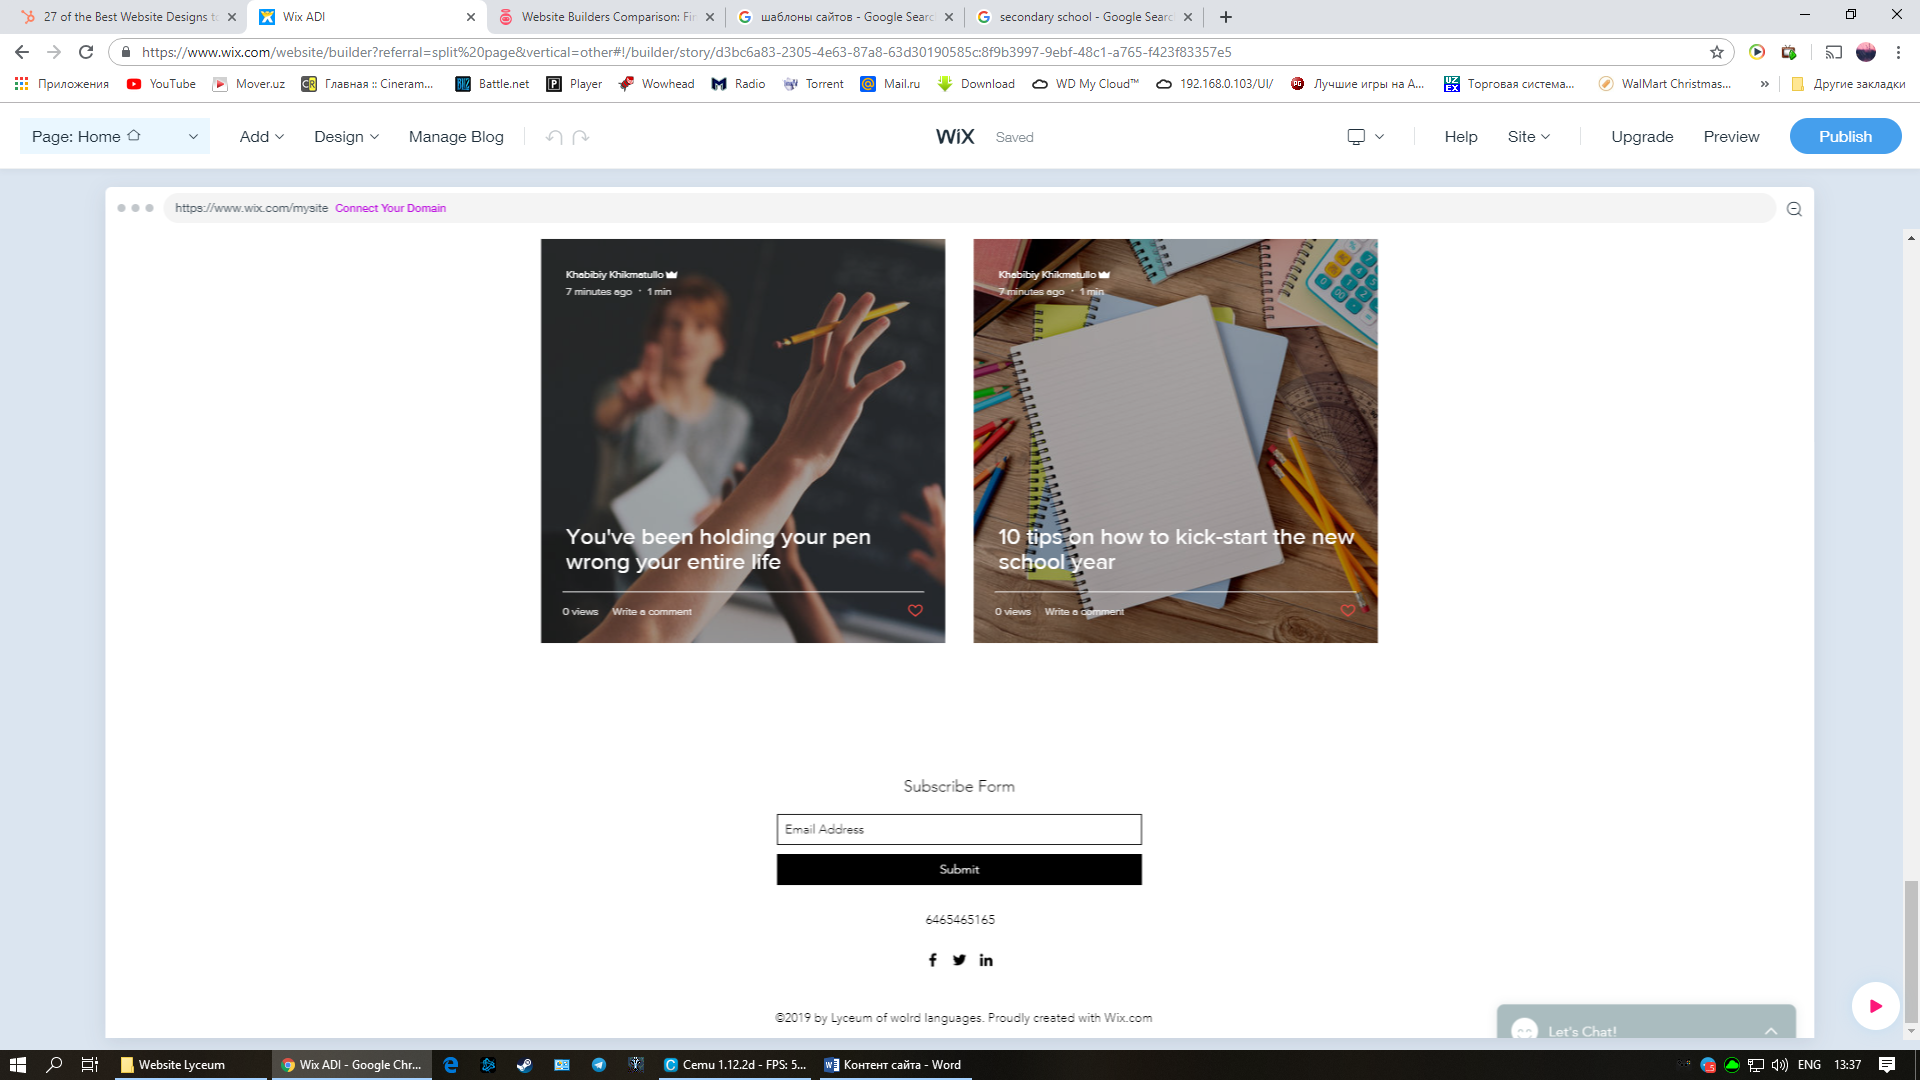 27 of the Best Website Designs to
Wix ADI
Website Builders Comparison: Fin
шаблоны сайтов - Google Searc
secondary school - Google Searc
https://www.wix.com/website/builder?referral=split%20page&vertical=other#!/builder/story/d3bc6a83-2305-4e63-87a8-63d30190585c:8f9b3997-9ebf-48c1-a765-f423f83357e5
Приложения YouTube Mover.uz Главная :: Cineram... Battle.net Player Wowhead Radio Torrent Mail.ru Download WD My Cloud™ 192.168.0.103/UI/ Лучшие игры на A... Торговая система... WalMart Christmas... » Другие закладки
Page: Home Add Design Manage Blog WiX Saved Help Site Upgrade Preview Publish
https://www.wix.com/mysite Connect Your Domain
Khabibiy Khikmatullo
7 minutes ago · 1 min
You've been holding your pen
wrong your entire life
0 views Write a comment
Khabibiy Khikmatullo
7 minutes ago · 1 min
10 tips on how to kick-start the new
school year
0 views Write a comment
Subscribe Form
Email Address
Submit
6465465165
©2019 by Lyceum of wolrd languages. Proudly created with Wix.com
Let's Chat!
Website Lyceum
Wix ADI - Google Chr...
Cemu 1.12.2d - FPS: 5...
Контент сайта - Word
ENG 13:37